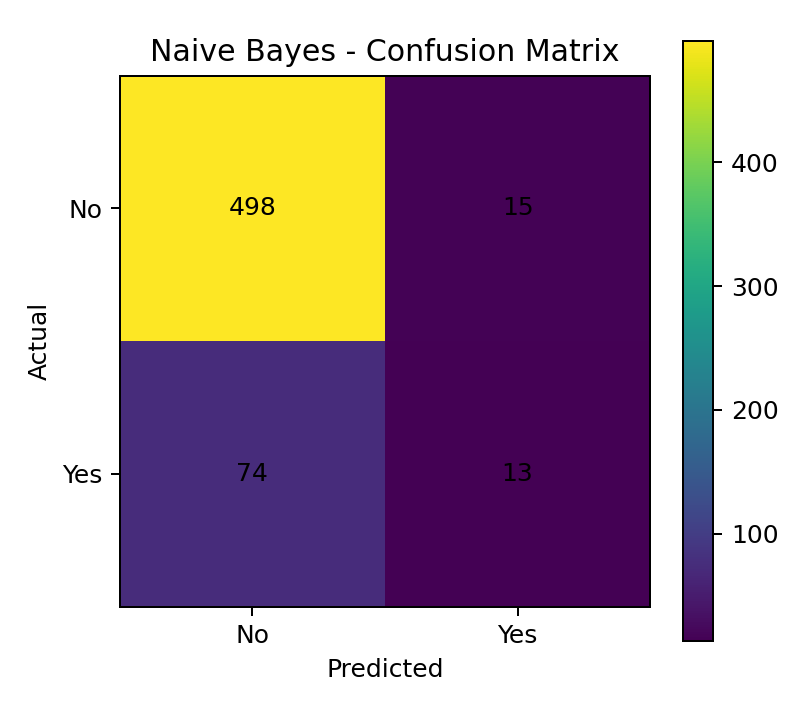 Naive Bayes - Confusion Matrix
Actual
No
Yes
498
15
74
13
No
Yes
Predicted
400
300
200
100